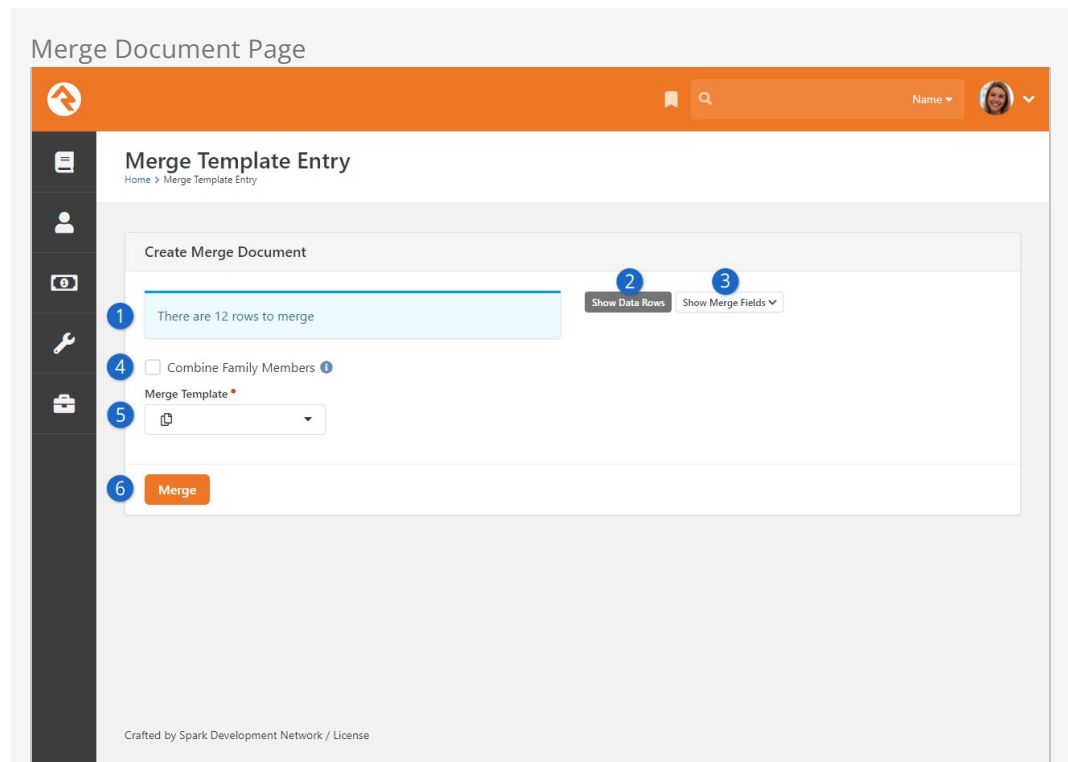 Merge Document Page
Name
Merge Template Entry
Home > Merge Template Entry
Create Merge Document
2 3
Show Data Rows Show Merge Fields
1 There are 12 rows to merge
4 Combine Family Members
Merge Template
5
6 Merge
Crafted by Spark Development Network / License